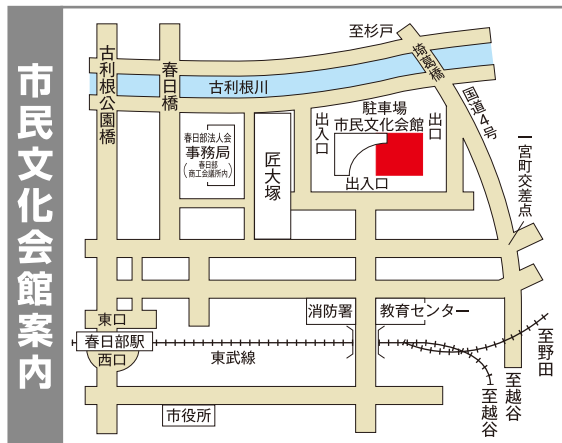 市民文化会館案内
至杉戸
埼葛橋
古利根公園橋
春日橋
古利根川
国道4号
駐車場
市民文化会館
出入口
出口
出入口
春日部法人会
事務局
(春日部
商工会議所内)
匠大塚
一宮町交差点
消防署
教育センター
東口
春日部駅
西口
東武線
至野田
至越谷
至越谷
市役所